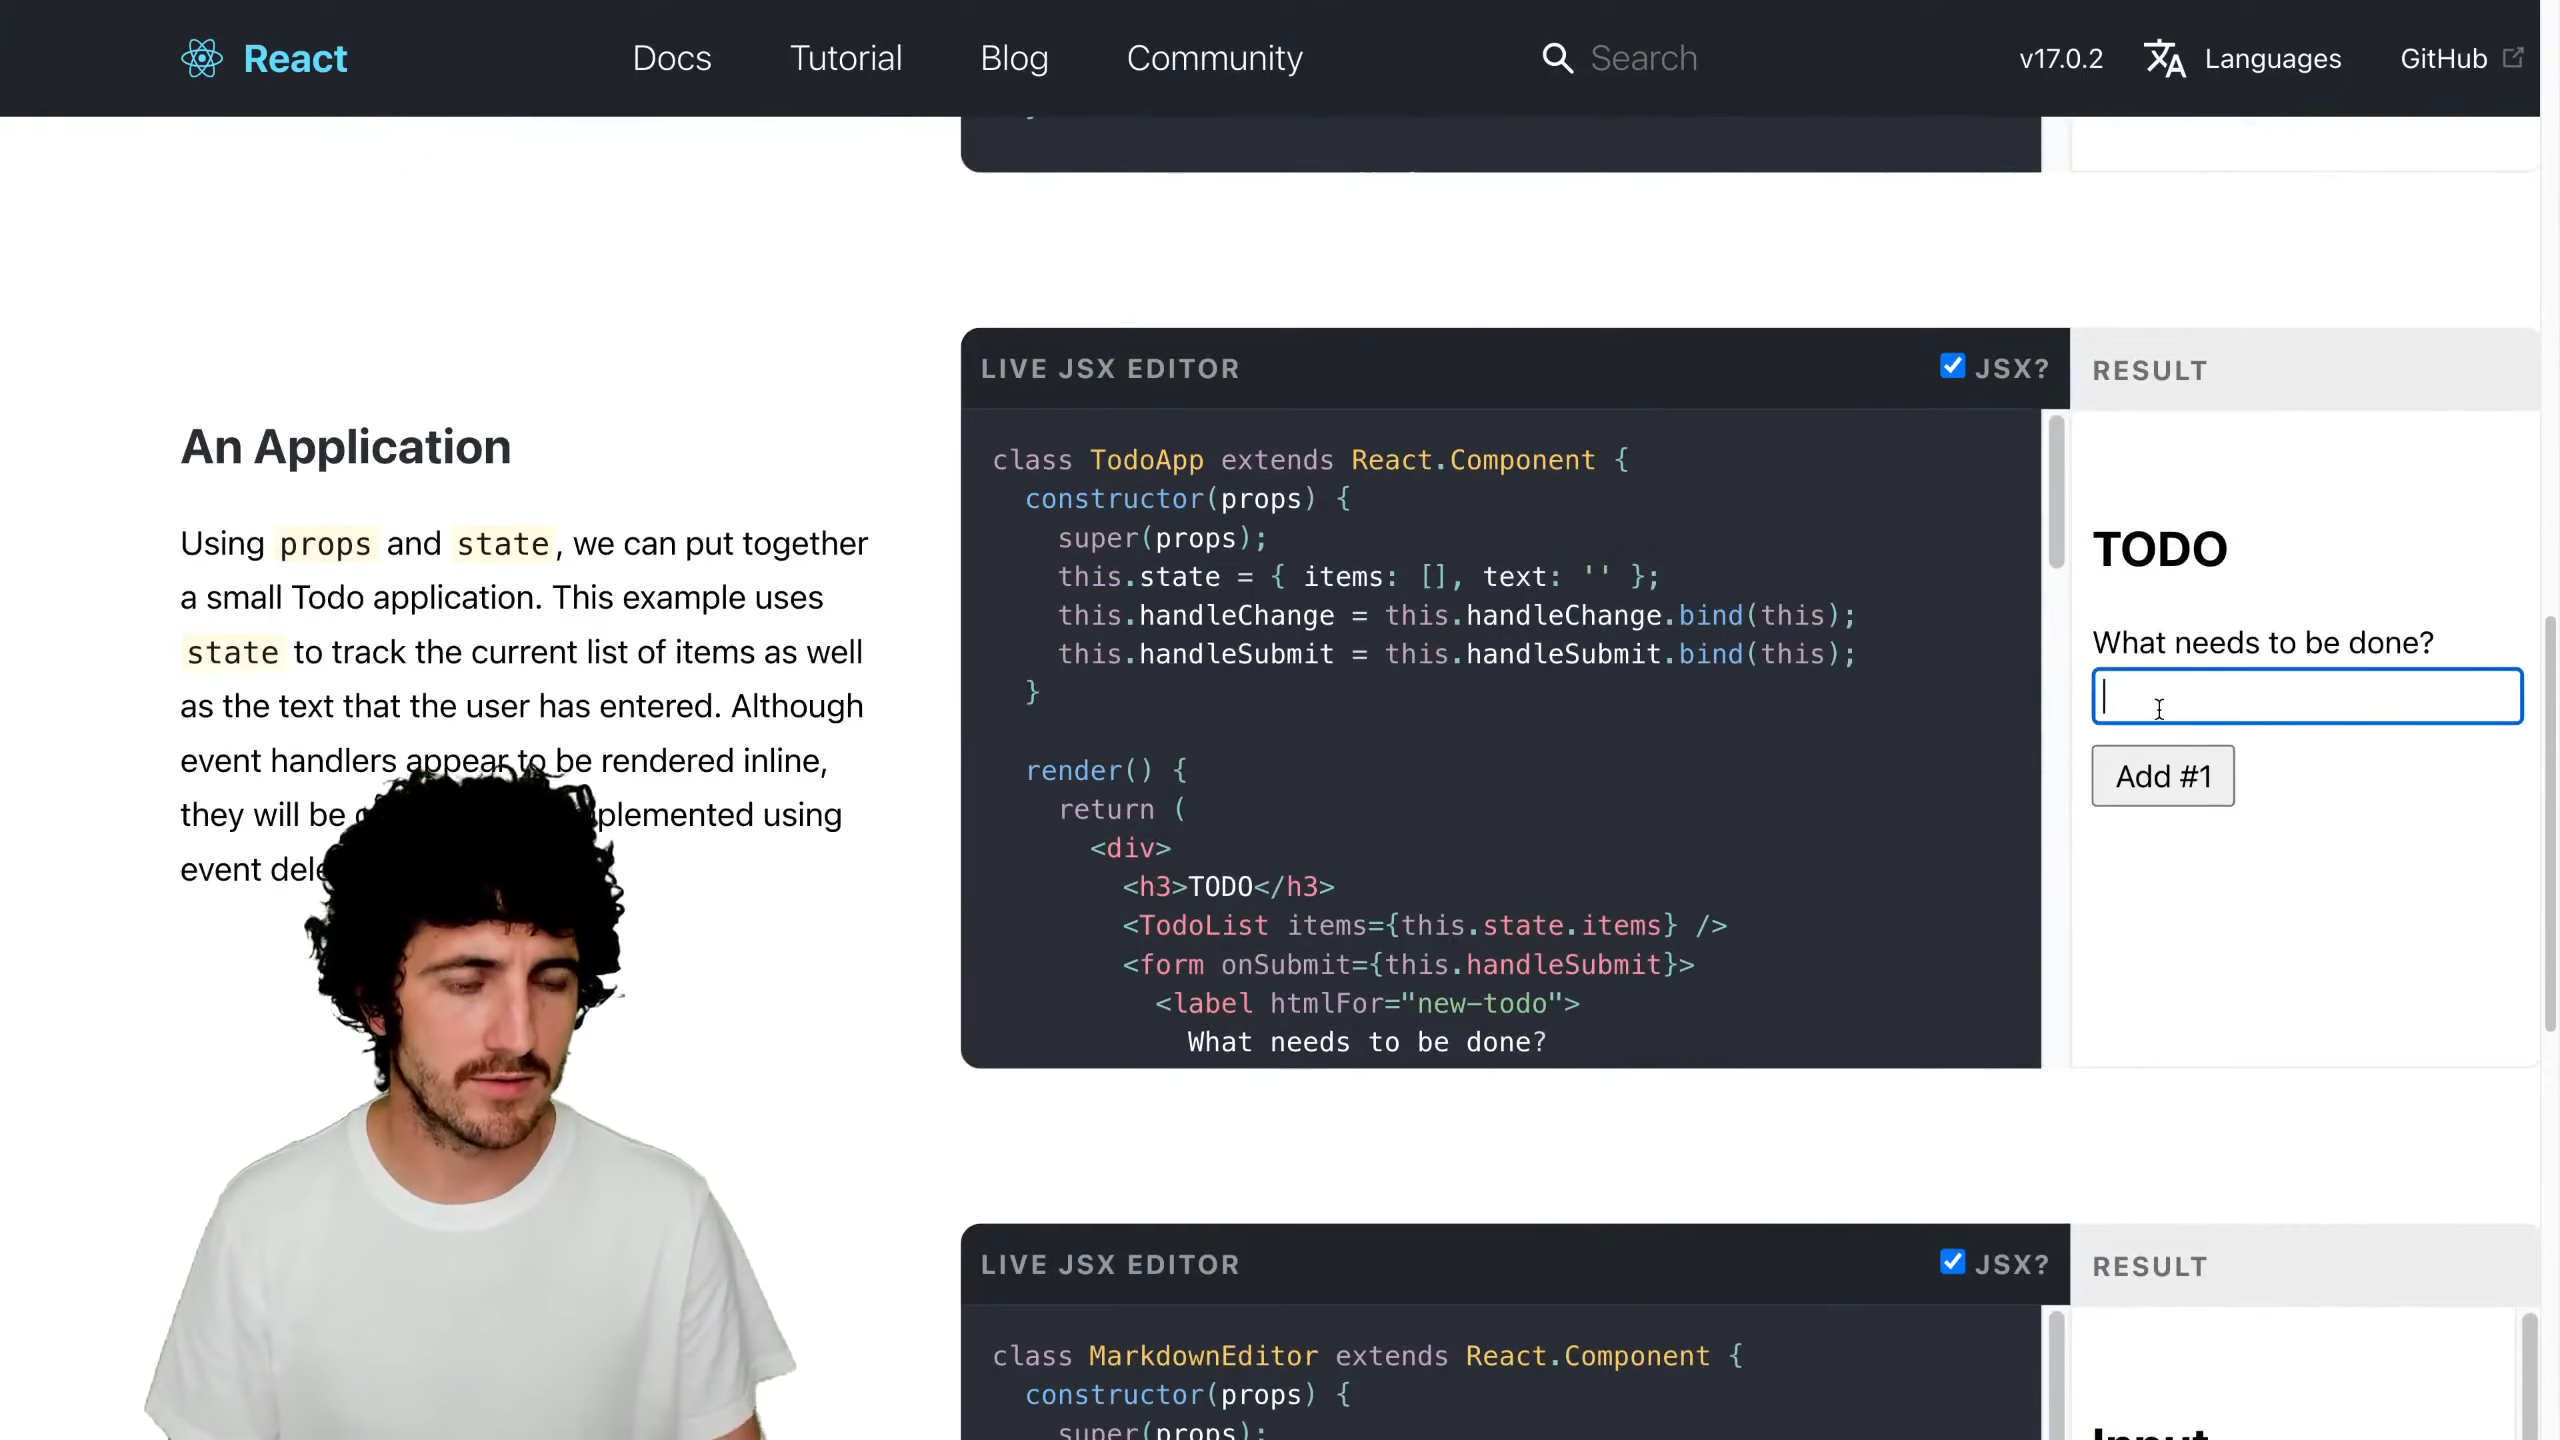 React
Docs
Tutorial
Blog
Community
Search
v17.0.2
Languages
GitHub
An Application
Using props and state, we can put together
a small Todo application. This example uses
state to track the current list of items as well
as the text that the user has entered. Although
event handlers appear to be rendered inline,
they will be plemented using
event dele
LIVE JSX EDITOR
JSX?
class TodoApp extends React.Component {
constructor(props) {
super(props);
this.state = { items: [], text: '' };
this.handleChange = this.handleChange.bind(this);
this.handleSubmit = this.handleSubmit.bind(this);
}
render() {
return (
<div>
<h3>TODO</h3>
<TodoList items={this.state.items} />
<form onSubmit={this.handleSubmit}>
<label htmlFor="new-todo">
What needs to be done?
RESULT
TODO
What needs to be done?
Add #1
LIVE JSX EDITOR
JSX?
class MarkdownEditor extends React.Component {
constructor(props) {
super(props);
RESULT
Input